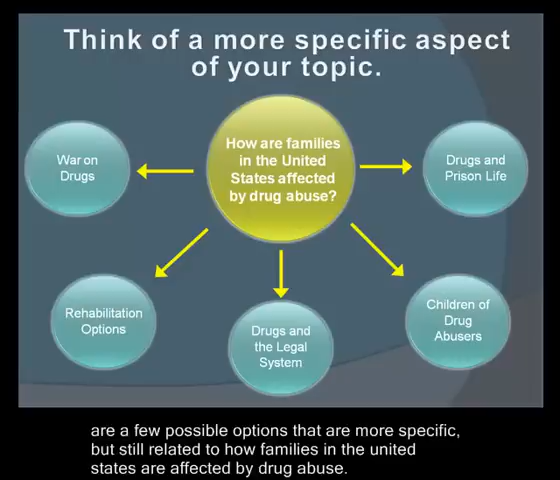 Think of a more specific aspect
of your topic.
How are families
in the United
States affected
by drug abuse?
War on
Drugs
Drugs and
Prison Life
Rehabilitation
Options
Drugs and
the Legal
System
Children of
Drug
Abusers
are a few possible options that are more specific,
but still related to how families in the united
states are affected by drug abuse.